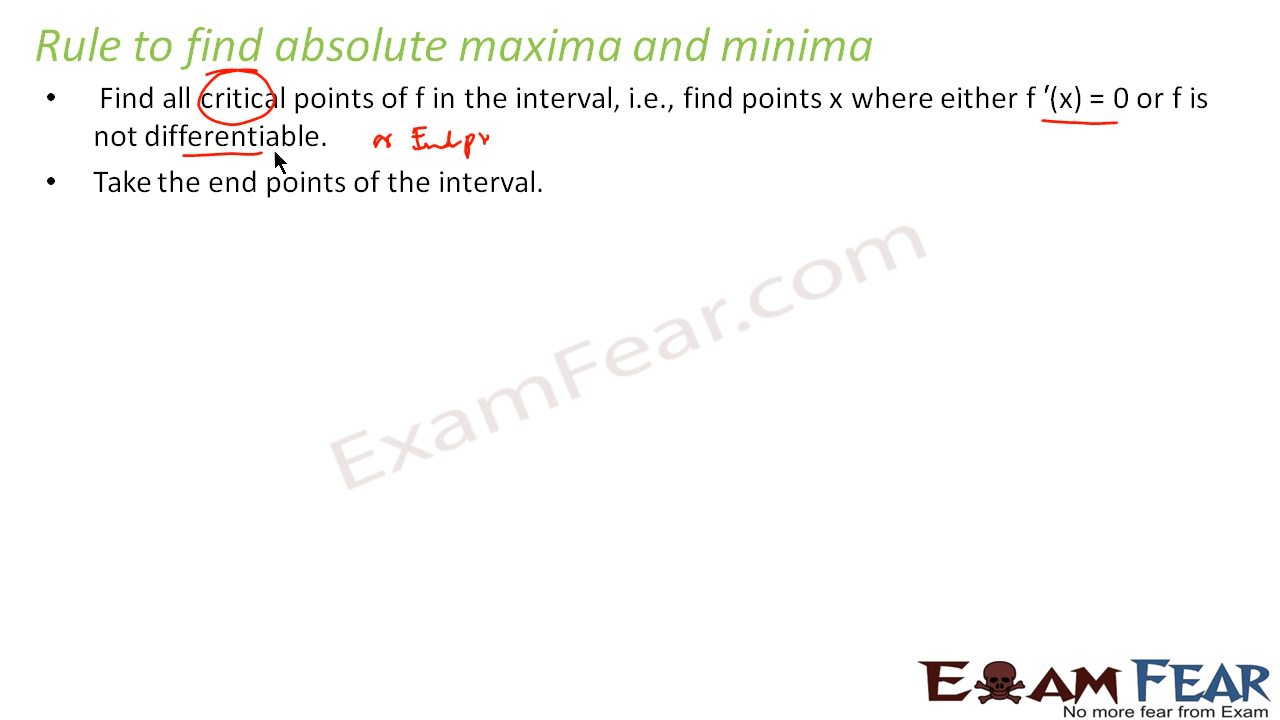 Rule to find absolute maxima and minima
• Find all critical points of f in the interval, i.e., find points x where either f ′(x) = 0 or f is
not differentiable. or Endpt
• Take the end points of the interval.
ExamFear.com
EXAM FEAR
No more fear from Exam